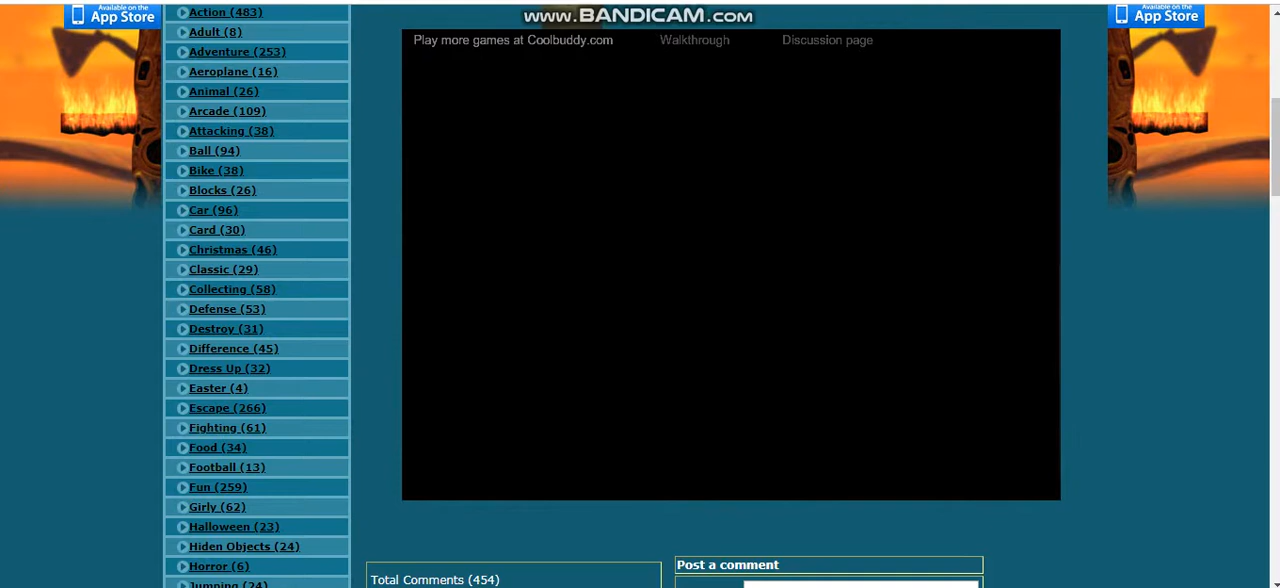 Available on the
App Store
www.BANDICAM.com
Available on the
App Store
Action (483)
Adult (8)
Adventure (253)
Aeroplane (16)
Animal (26)
Arcade (109)
Attacking (38)
Ball (94)
Bike (38)
Blocks (26)
Car (96)
Card (30)
Christmas (46)
Classic (29)
Collecting (58)
Defense (53)
Destroy (31)
Difference (45)
Dress Up (32)
Easter (4)
Escape (266)
Fighting (61)
Food (34)
Football (13)
Fun (259)
Girly (62)
Halloween (23)
Hiden Objects (24)
Horror (6)
Jumping (24)
Play more games at Coolbuddy.com Walkthrough Discussion page
Total Comments (454)
Post a comment